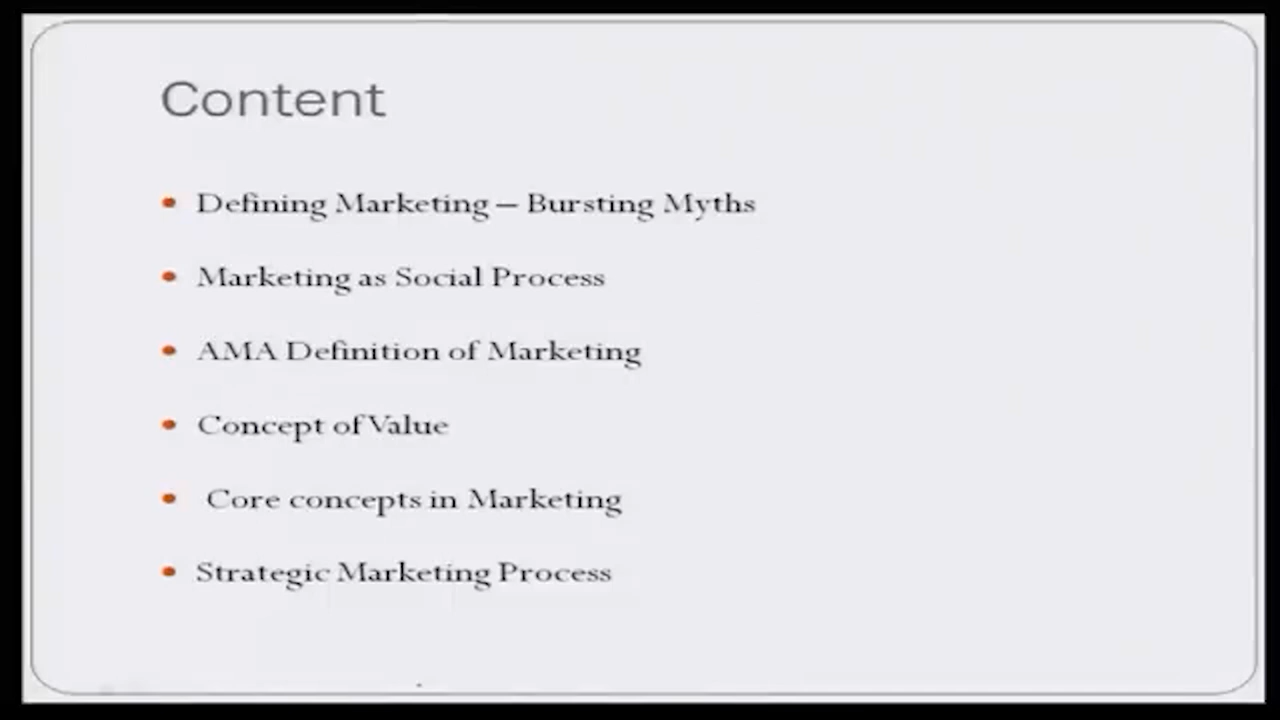 Content
• Defining Marketing – Bursting Myths
• Marketing as Social Process
• AMA Definition of Marketing
• Concept of Value
• Core concepts in Marketing
• Strategic Marketing Process